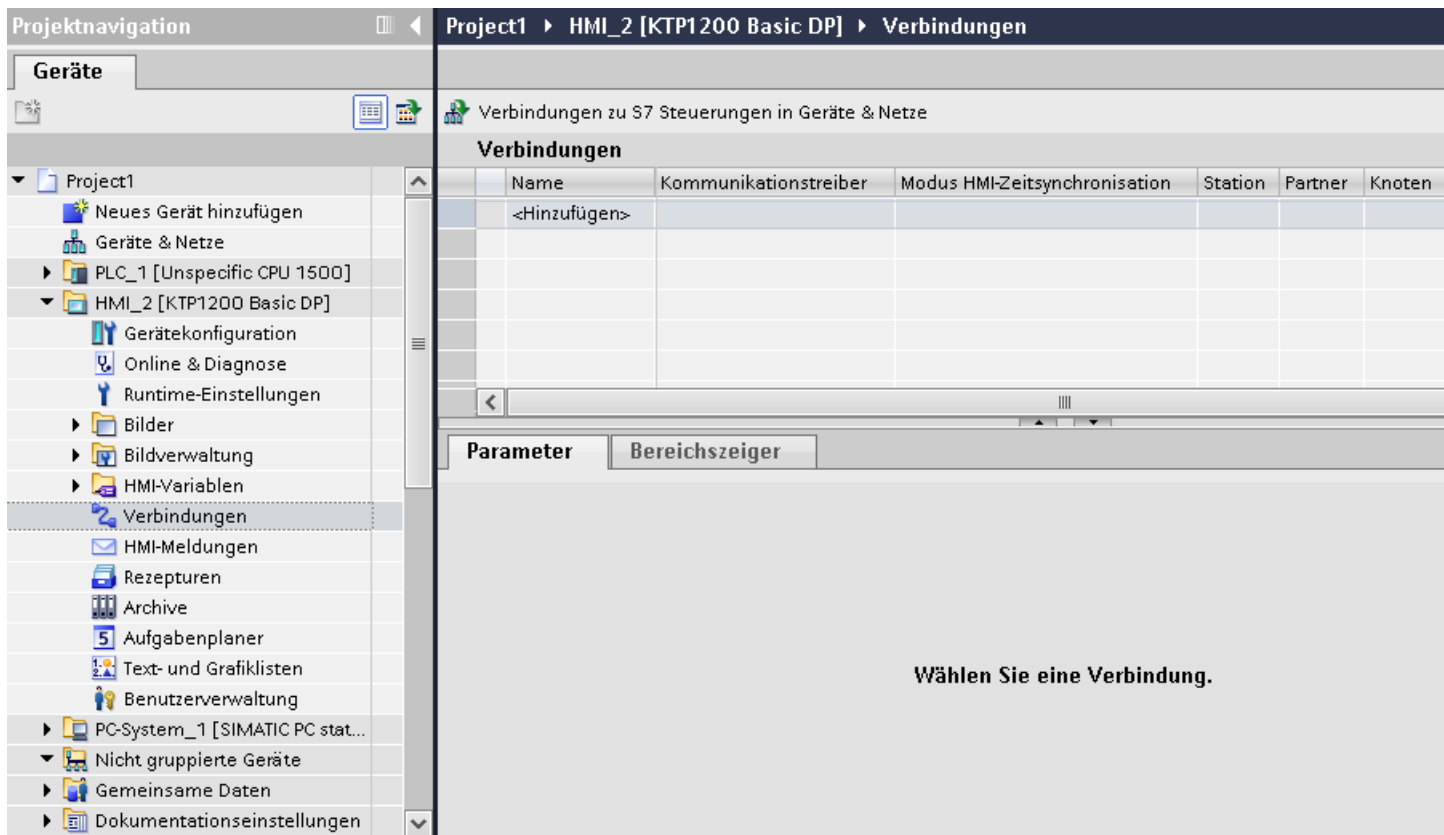 Projektnavigation
Geräte
Project1
Neues Gerät hinzufügen
Geräte & Netze
PLC_1 [Unspecific CPU 1500]
HMI_2 [KTP1200 Basic DP]
Gerätekonfiguration
Online & Diagnose
Runtime-Einstellungen
Bilder
Bildverwaltung
HMI-Variablen
Verbindungen
HMI-Meldungen
Rezepturen
Archive
Aufgabenplaner
Text- und Grafiklisten
Benutzerverwaltung
PC-System_1 [SIMATIC PC stat...
Nicht gruppierte Geräte
Gemeinsame Daten
Dokumentationseinstellungen
Project1 ▸ HMI_2 [KTP1200 Basic DP] ▸ Verbindungen
Verbindungen zu S7 Steuerungen in Geräte & Netze
Verbindungen
Name Kommunikationstreiber Modus HMI-Zeitsynchronisation Station Partner Knoten
<Hinzufügen>
Parameter Bereichszeiger
Wählen Sie eine Verbindung.